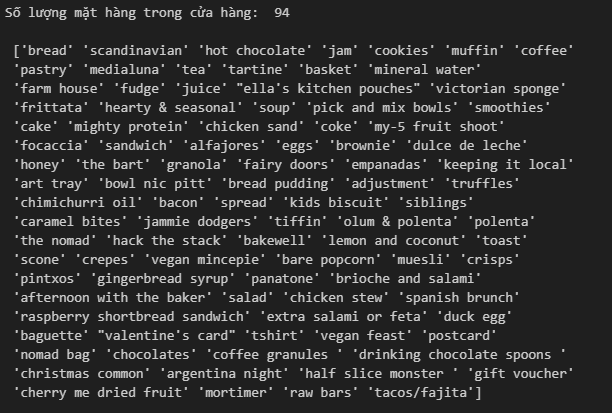 Số lượng mặt hàng trong cửa hàng:  94
['bread' 'scandinavian' 'hot chocolate' 'jam' 'cookies' 'muffin' 'coffee'
'pastry' 'medialuna' 'tea' 'tartine' 'basket' 'mineral water'
'farm house' 'fudge' 'juice' "ella's kitchen pouches" 'victorian sponge'
'frittata' 'hearty & seasonal' 'soup' 'pick and mix bowls' 'smoothies'
'cake' 'mighty protein' 'chicken sand' 'coke' 'my-5 fruit shoot'
'focaccia' 'sandwich' 'alfajores' 'eggs' 'brownie' 'dulce de leche'
'honey' 'the bart' 'granola' 'fairy doors' 'empanadas' 'keeping it local'
'art tray' 'bowl nic pitt' 'bread pudding' 'adjustment' 'truffles'
'chimichurri oil' 'bacon' 'spread' 'kids biscuit' 'siblings'
'caramel bites' 'jammie dodgers' 'tiffin' 'olum & polenta' 'polenta'
'the nomad' 'hack the stack' 'bakewell' 'lemon and coconut' 'toast'
'scone' 'crepes' 'vegan mincepie' 'bare popcorn' 'muesli' 'crisps'
'pintxos' 'gingerbread syrup' 'panatone' 'brioche and salami'
'afternoon with the baker' 'salad' 'chicken stew' 'spanish brunch'
'raspberry shortbread sandwich' 'extra salami or feta' 'duck egg'
'baguette' "valentine's card" 'tshirt' 'vegan feast' 'postcard'
'nomad bag' 'chocolates' 'coffee granules ' 'drinking chocolate spoons '
'christmas common' 'argentina night' 'half slice monster ' 'gift voucher'
'cherry me dried fruit' 'mortimer' 'raw bars' 'tacos/fajita']